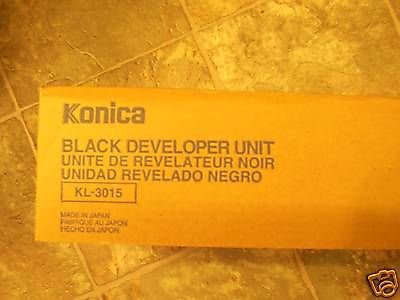 Konica
BLACK DEVELOPER UNIT
UNITE DE REVELATEUR NOIR
UNIDAD REVELADO NEGRO
KL-3015
MADE IN JAPAN
FABRIQUE AU JAPON
HECHO EN JAPON